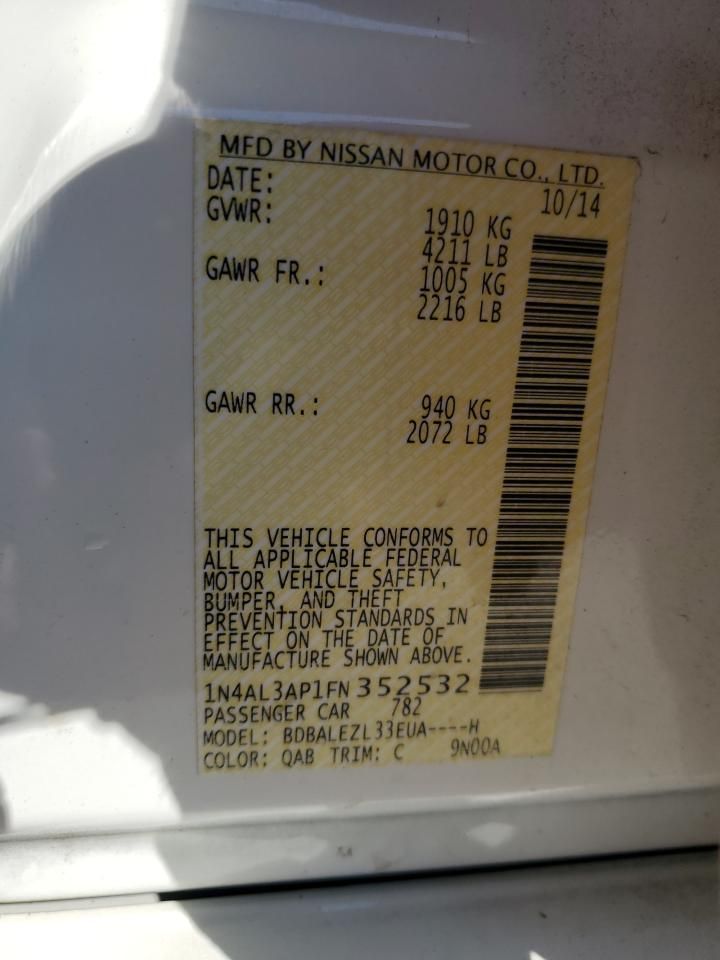 MFD BY NISSAN MOTOR CO., LTD.
DATE: 10/14
GVWR: 1910 KG
4211 LB
GAWR FR.: 1005 KG
2216 LB
GAWR RR.: 940 KG
2072 LB
THIS VEHICLE CONFORMS TO
ALL APPLICABLE FEDERAL
MOTOR VEHICLE SAFETY,
BUMPER, AND THEFT
PREVENTION STANDARDS IN
EFFECT ON THE DATE OF
MANUFACTURE SHOWN ABOVE.
1N4AL3AP1FN352532
PASSENGER CAR 782
MODEL: BDBALEZL33EUA----H
COLOR: QAB TRIM: C 9N00A